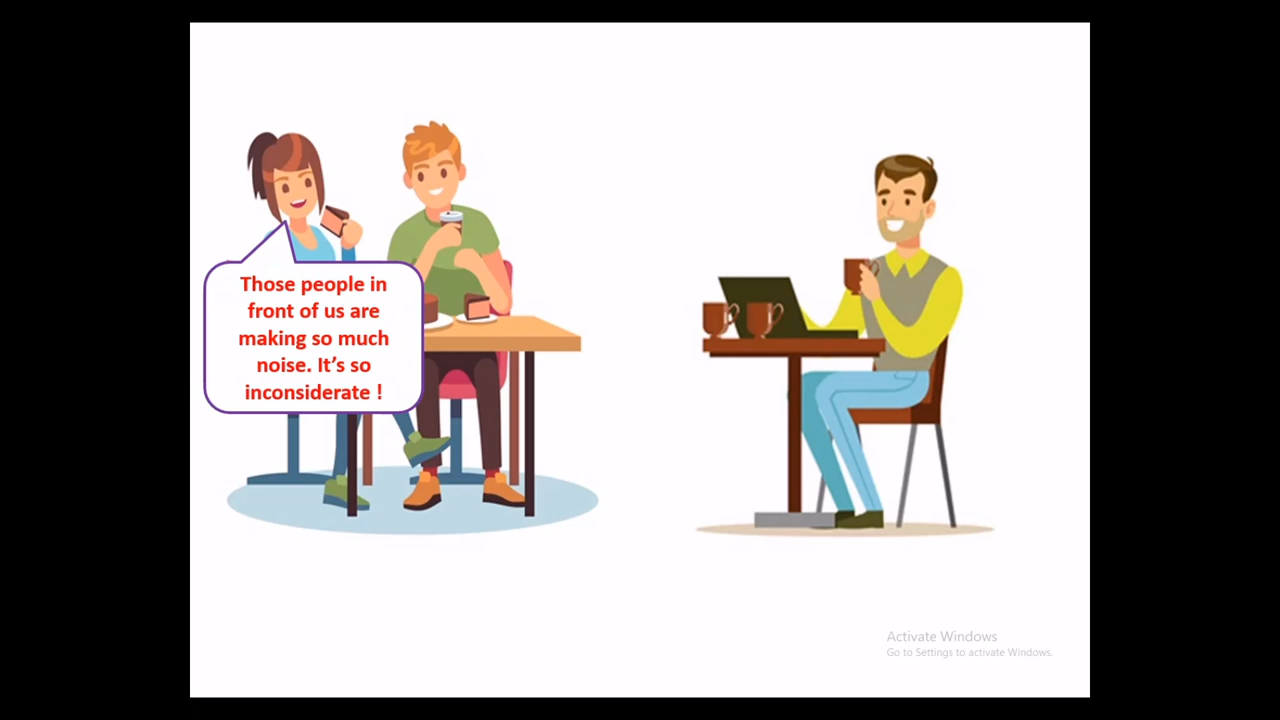 Those people in
front of us are
making so much
noise. It’s so
inconsiderate !
Activate Windows
Go to Settings to activate Windows.